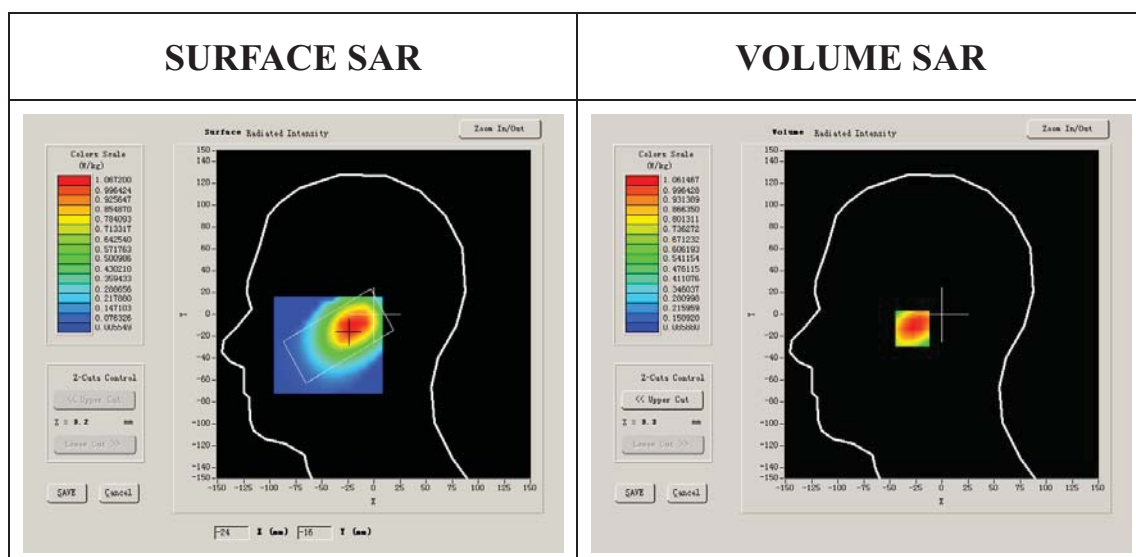 SURFACE SAR
VOLUME SAR
Surface Radiated Intensity
Zoom In/Out
Colors Scale
(W/kg)
1.067200
0.996424
0.925647
0.854870
0.784093
0.713317
0.642540
0.571763
0.500986
0.430210
0.359433
0.288656
0.217880
0.147103
0.076326
0.005549
150
140
120
100
80
60
40
20
0
-20
-40
-60
-80
-100
-120
-140
-150
Y
-150 -125 -100 -75 -50 -25 0 25 50 75 100 125 150
X
Z-Cuts Control
<< Upper Cut
mm
Lower Cut >>
SAVE
Cancel
-24 X (mm) -16 Y (mm)
Volume Radiated Intensity
Zoom In/Out
Colors Scale
(W/kg)
1.061467
0.996428
0.931389
0.866350
0.801311
0.736272
0.671232
0.606193
0.541154
0.476115
0.411076
0.346037
0.280998
0.215959
0.150920
0.085880
150
140
120
100
80
60
40
20
0
-20
-40
-60
-80
-100
-120
-140
-150
Y
-150 -125 -100 -75 -50 -25 0 25 50 75 100 125 150
X
Z-Cuts Control
<< Upper Cut
mm
Lower Cut >>
SAVE
Cancel